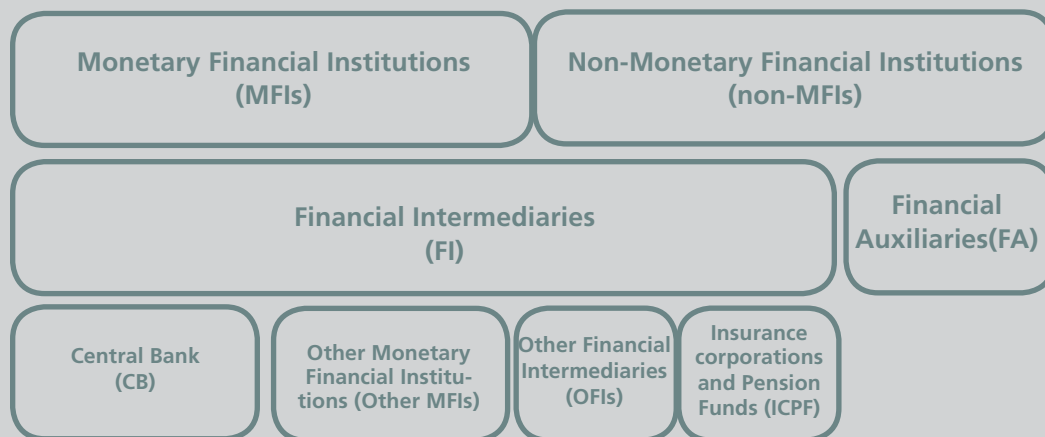 Monetary Financial Institutions
(MFIs)
Non-Monetary Financial Institutions
(non-MFIs)
Financial Intermediaries
(FI)
Financial
Auxiliaries(FA)
Central Bank
(CB)
Other Monetary
Financial Institu-
tions (Other MFIs)
Other Financial
Intermediaries
(OFIs)
Insurance
corporations
and Pension
Funds (ICPF)